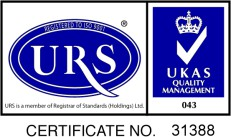 REGISTERED TO ISO 9001
URS
URS is a member of Registrar of Standards (Holdings) Ltd.
UKAS
QUALITY
MANAGEMENT
043
CERTIFICATE NO. 31388